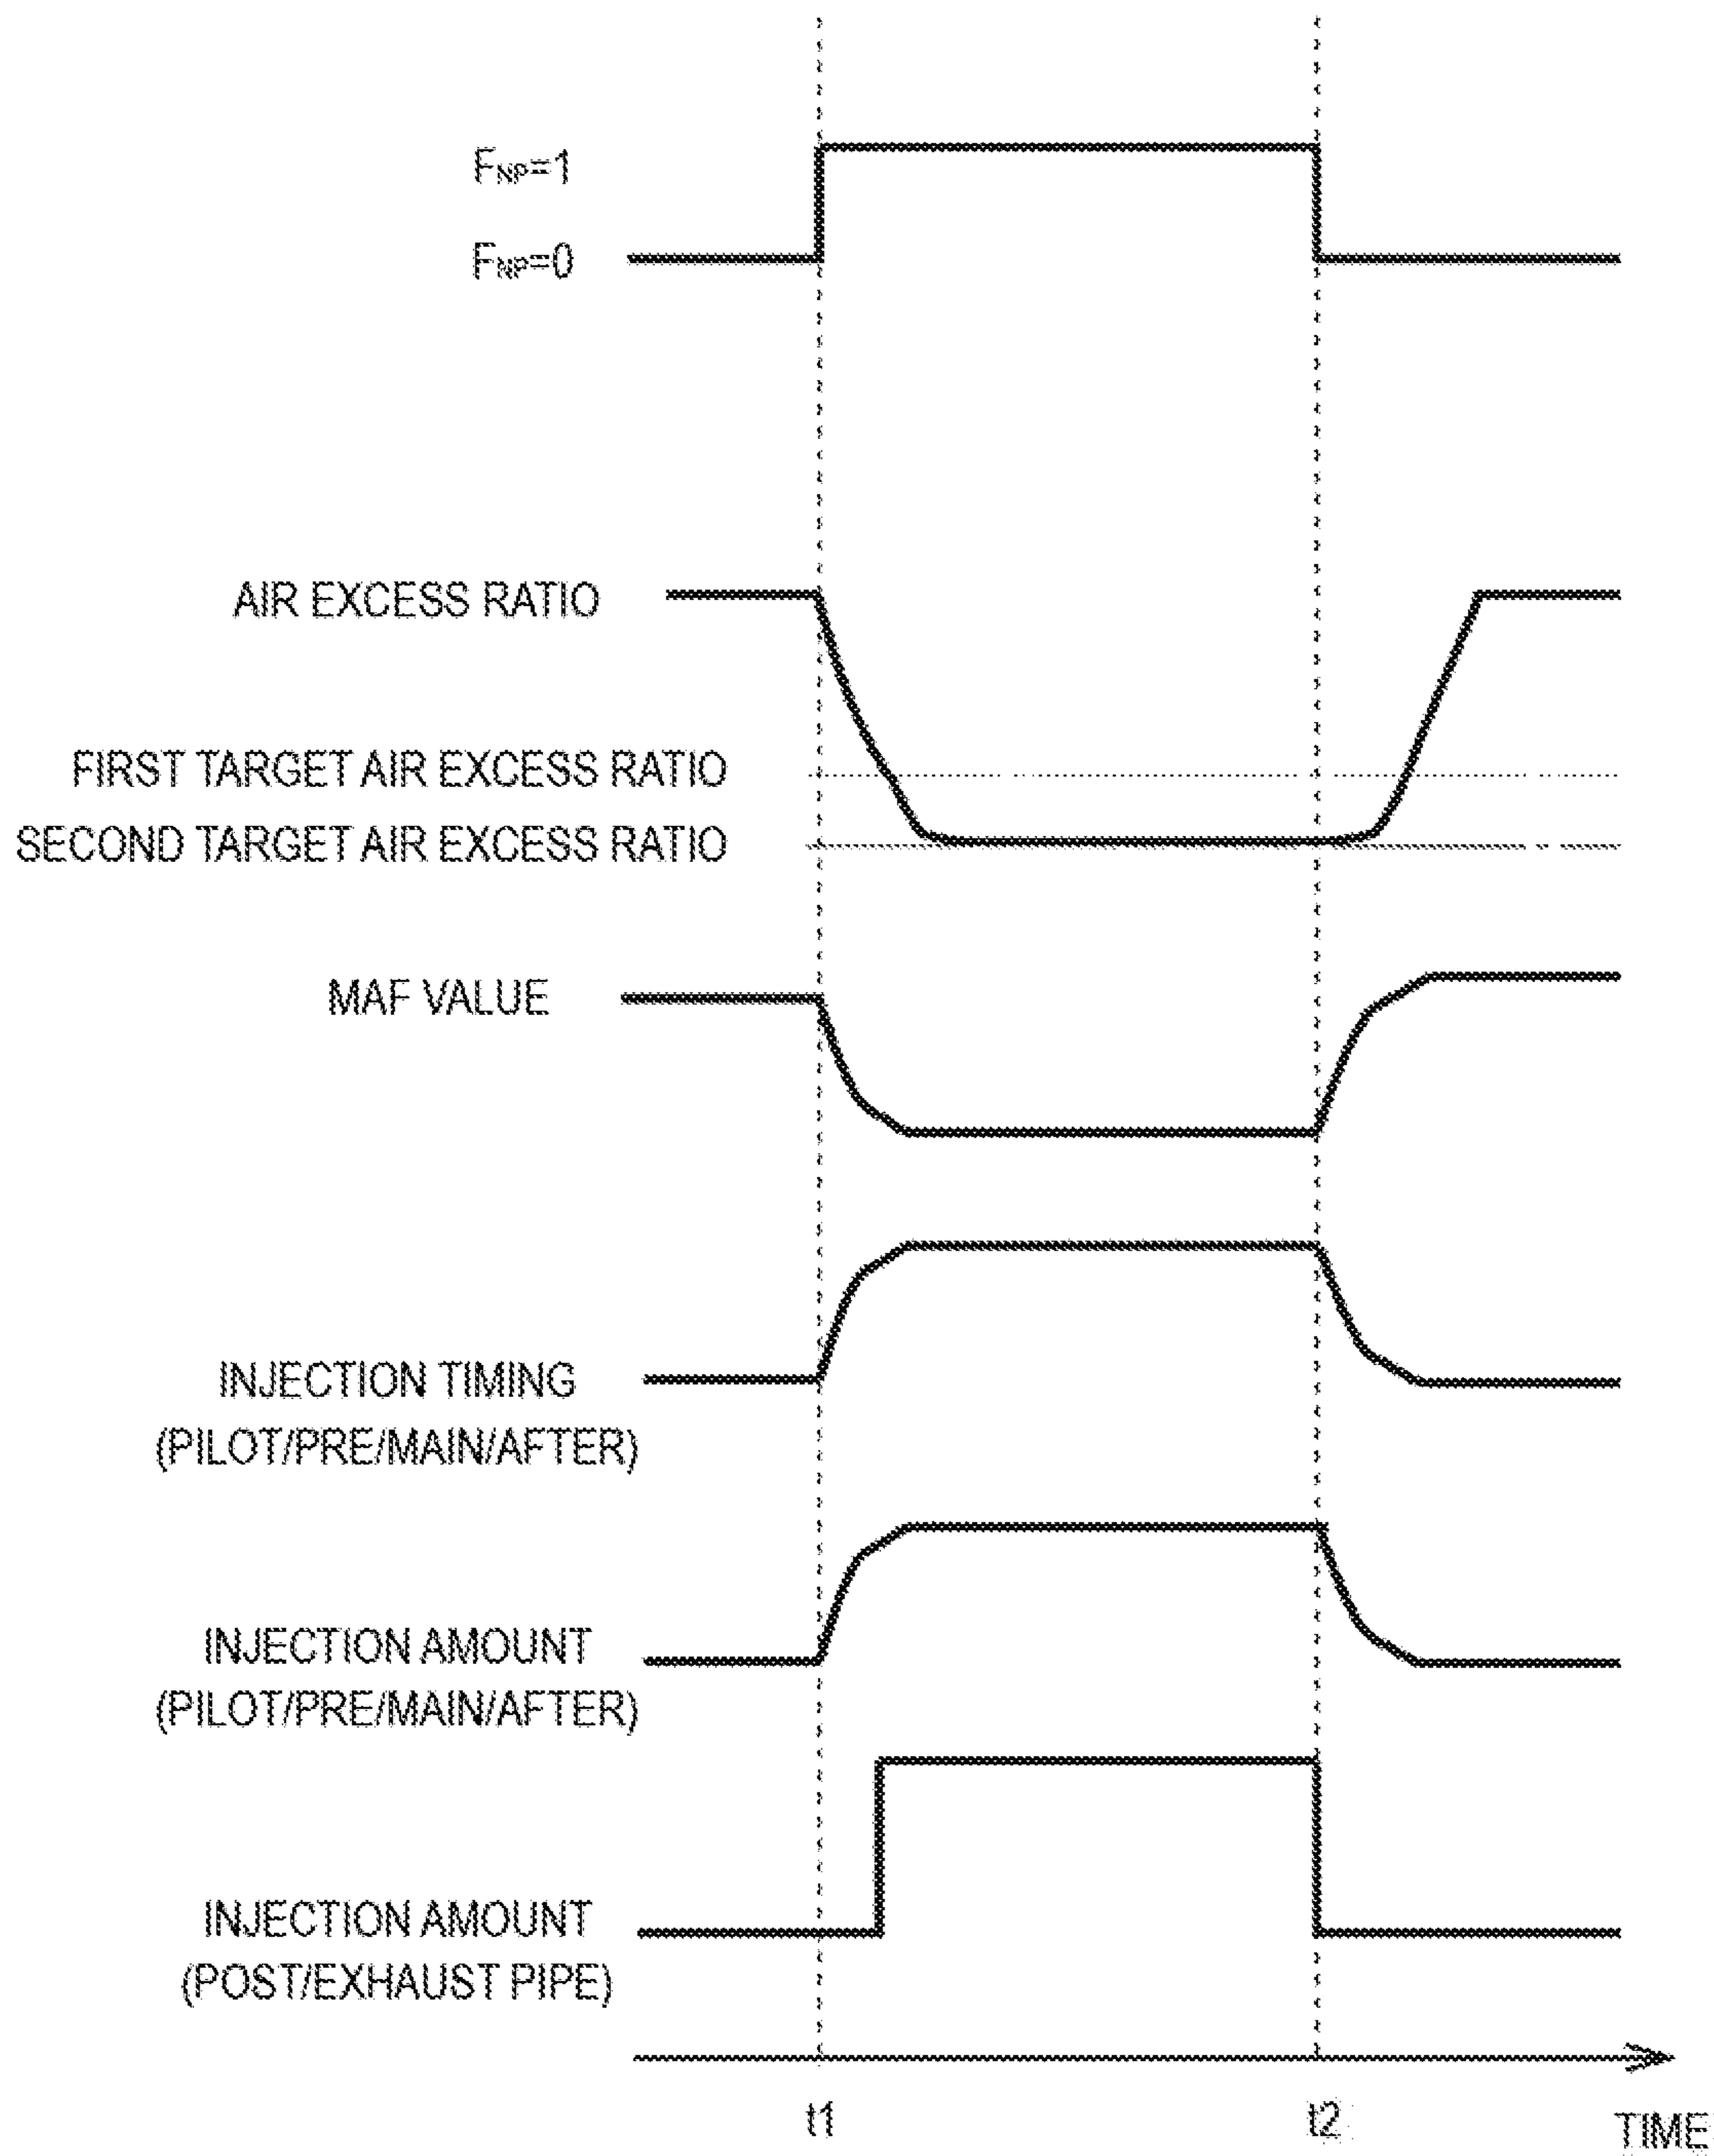 FNP=1
FNP=0
AIR EXCESS RATIO
FIRST TARGET AIR EXCESS RATIO
SECOND TARGET AIR EXCESS RATIO
MAF VALUE
INJECTION TIMING
(PILOT/PRE/MAIN/AFTER)
INJECTION AMOUNT
(PILOT/PRE/MAIN/AFTER)
INJECTION AMOUNT
(POST/EXHAUST PIPE)
t1 t2 TIME